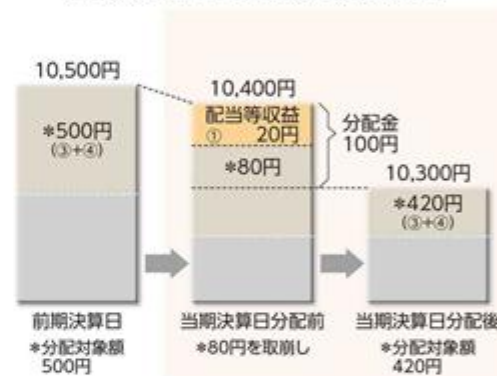 10,500円
*500円
(③+④)
10,400円
配当等収益
① 20円
*80円
分配金
100円
10,300円
*420円
(③+④)
前期決算日
*分配対象額
500円
当期決算日分配前
*80円を取崩し
当期決算日分配後
*分配対象額
420円